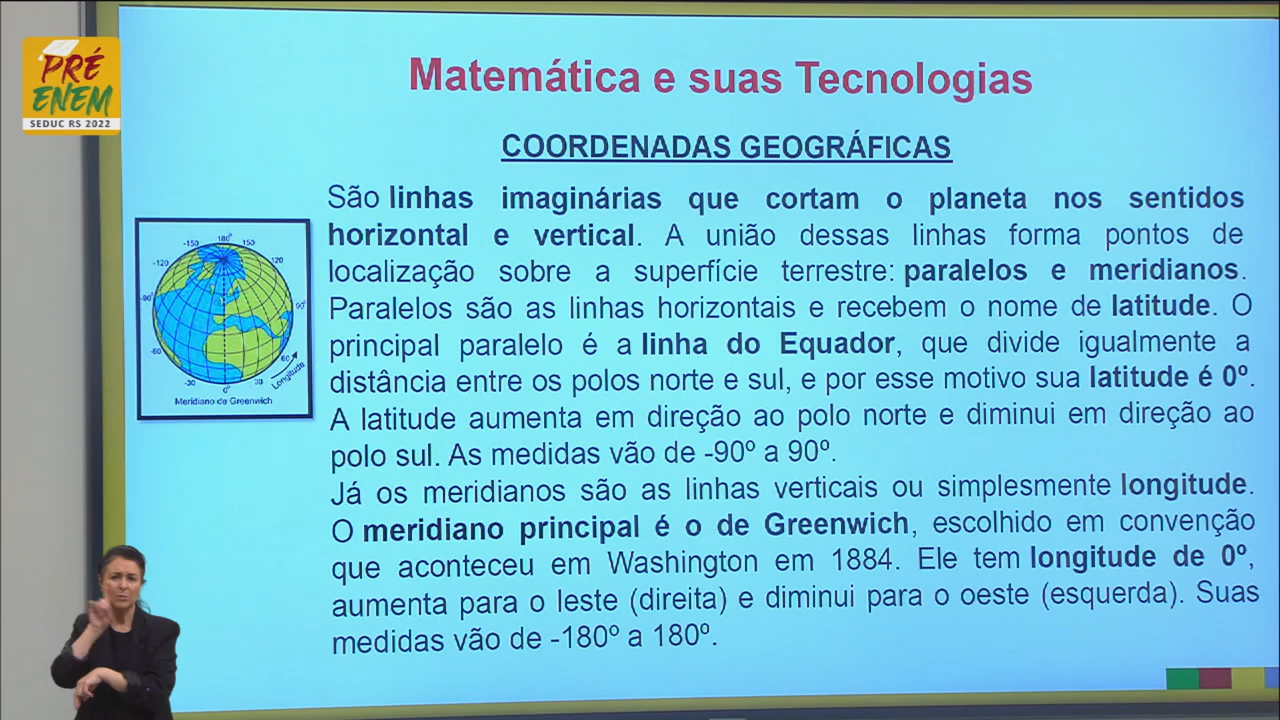 PRÉ
ENEM
SEDUC RS 2022
Matemática e suas Tecnologias
COORDENADAS GEOGRÁFICAS
São linhas imaginárias que cortam o planeta nos sentidos
horizontal e vertical. A união dessas linhas forma pontos de
localização sobre a superfície terrestre: paralelos e meridianos.
Paralelos são as linhas horizontais e recebem o nome de latitude. O
principal paralelo é a linha do Equador, que divide igualmente a
distância entre os polos norte e sul, e por esse motivo sua latitude é 0º.
A latitude aumenta em direção ao polo norte e diminui em direção ao
polo sul. As medidas vão de -90º a 90º.
Já os meridianos são as linhas verticais ou simplesmente longitude.
O meridiano principal é o de Greenwich, escolhido em convenção
que aconteceu em Washington em 1884. Ele tem longitude de 0º,
aumenta para o leste (direita) e diminui para o oeste (esquerda). Suas
medidas vão de -180º a 180º.
-150 180º 150
-120 120
-90º 90º
-60 60
-30 0º 30
Longitude
Meridiano de Greenwich